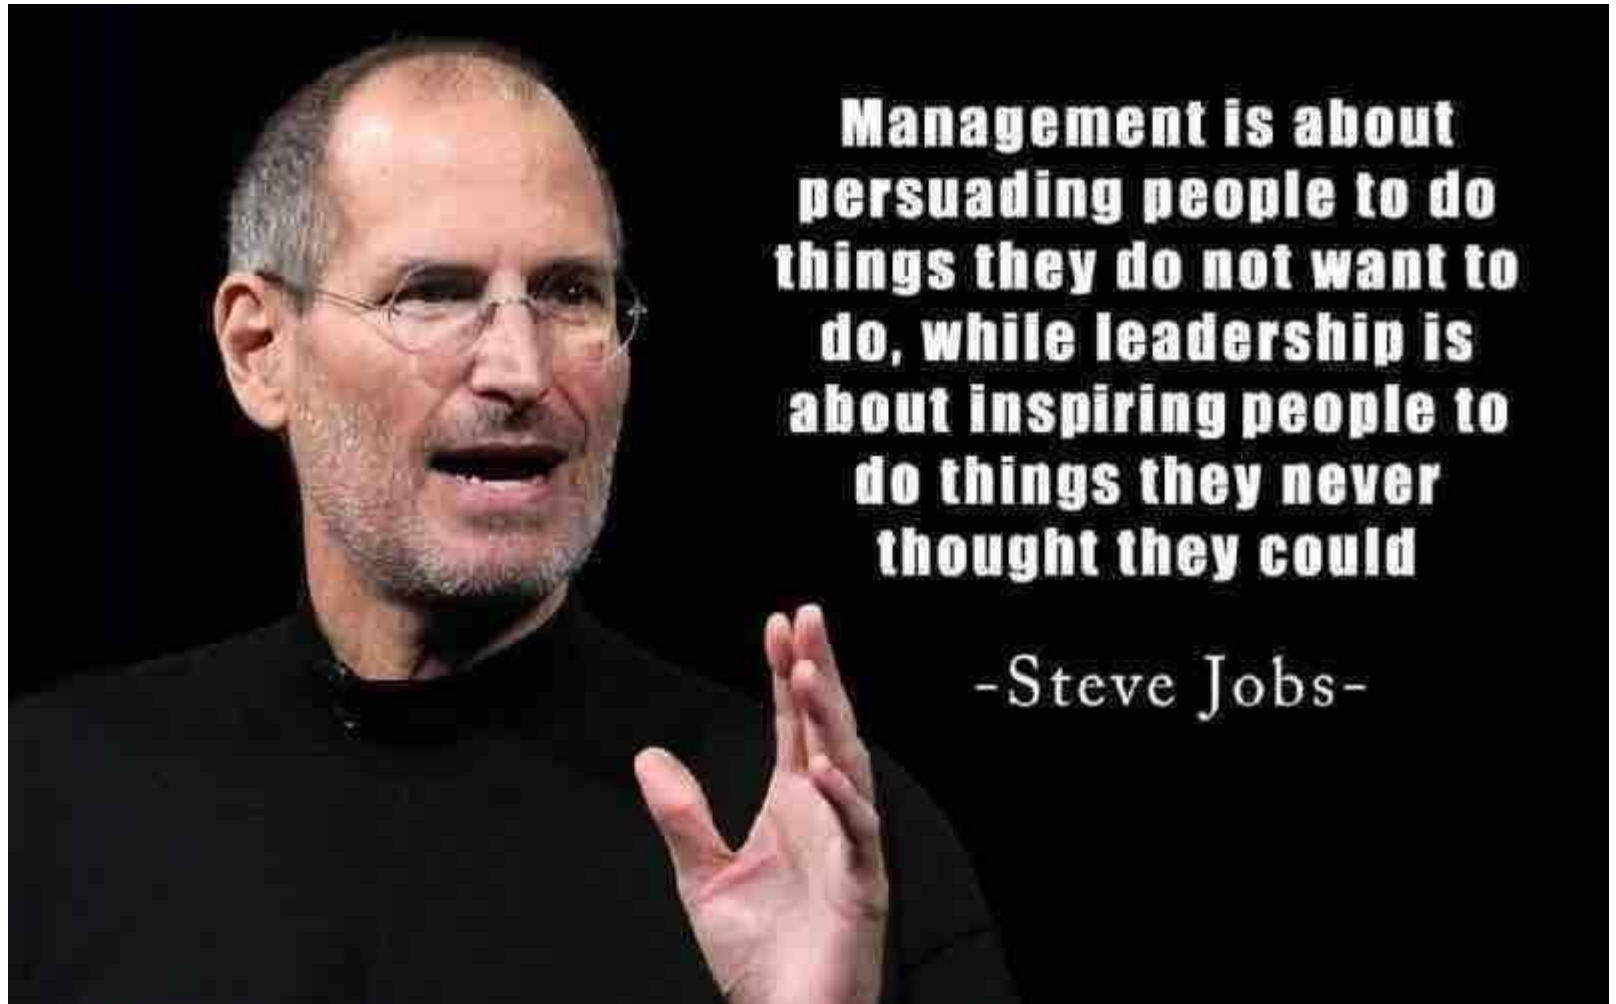 Management is about
persuading people to do
things they do not want to
do, while leadership is
about inspiring people to
do things they never
thought they could
-Steve Jobs-